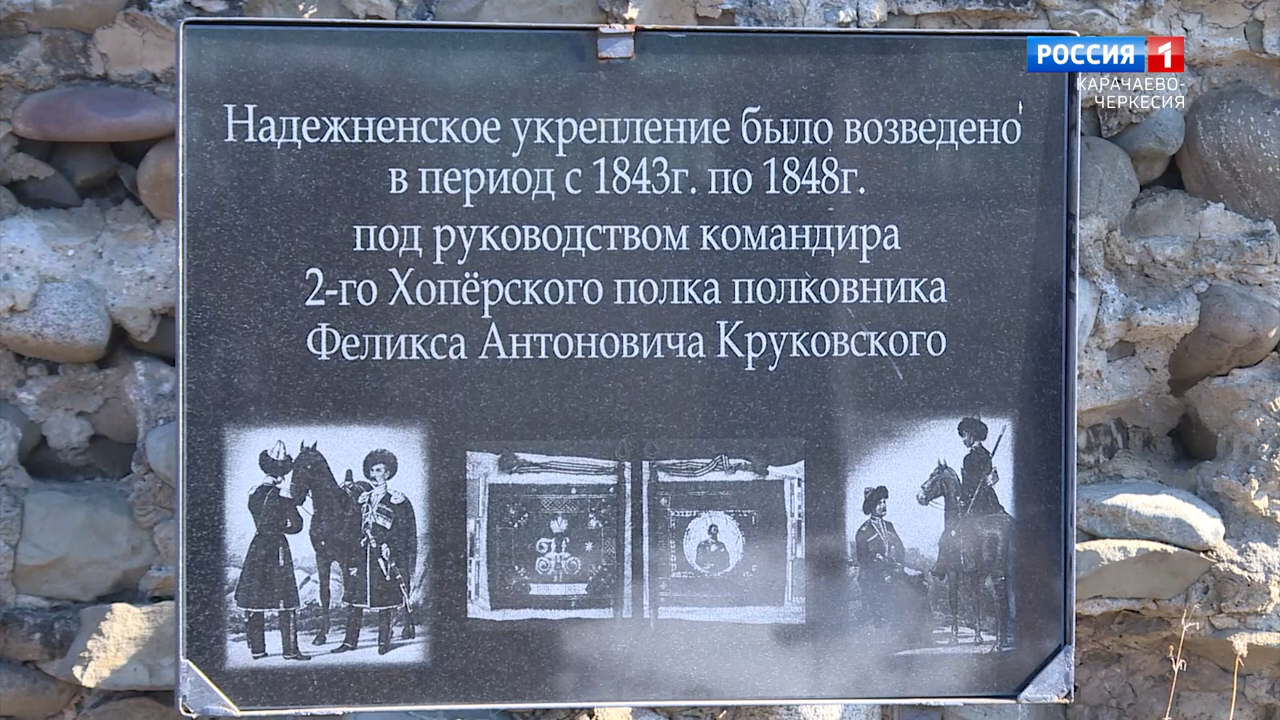 РОССИЯ 1
КАРАЧАЕВО-
ЧЕРКЕСИЯ
Надежненское укрепление было возведено
в период с 1843г. по 1848г.
под руководством командира
2-го Хопёрского полка полковника
Феликса Антоновича Круковского